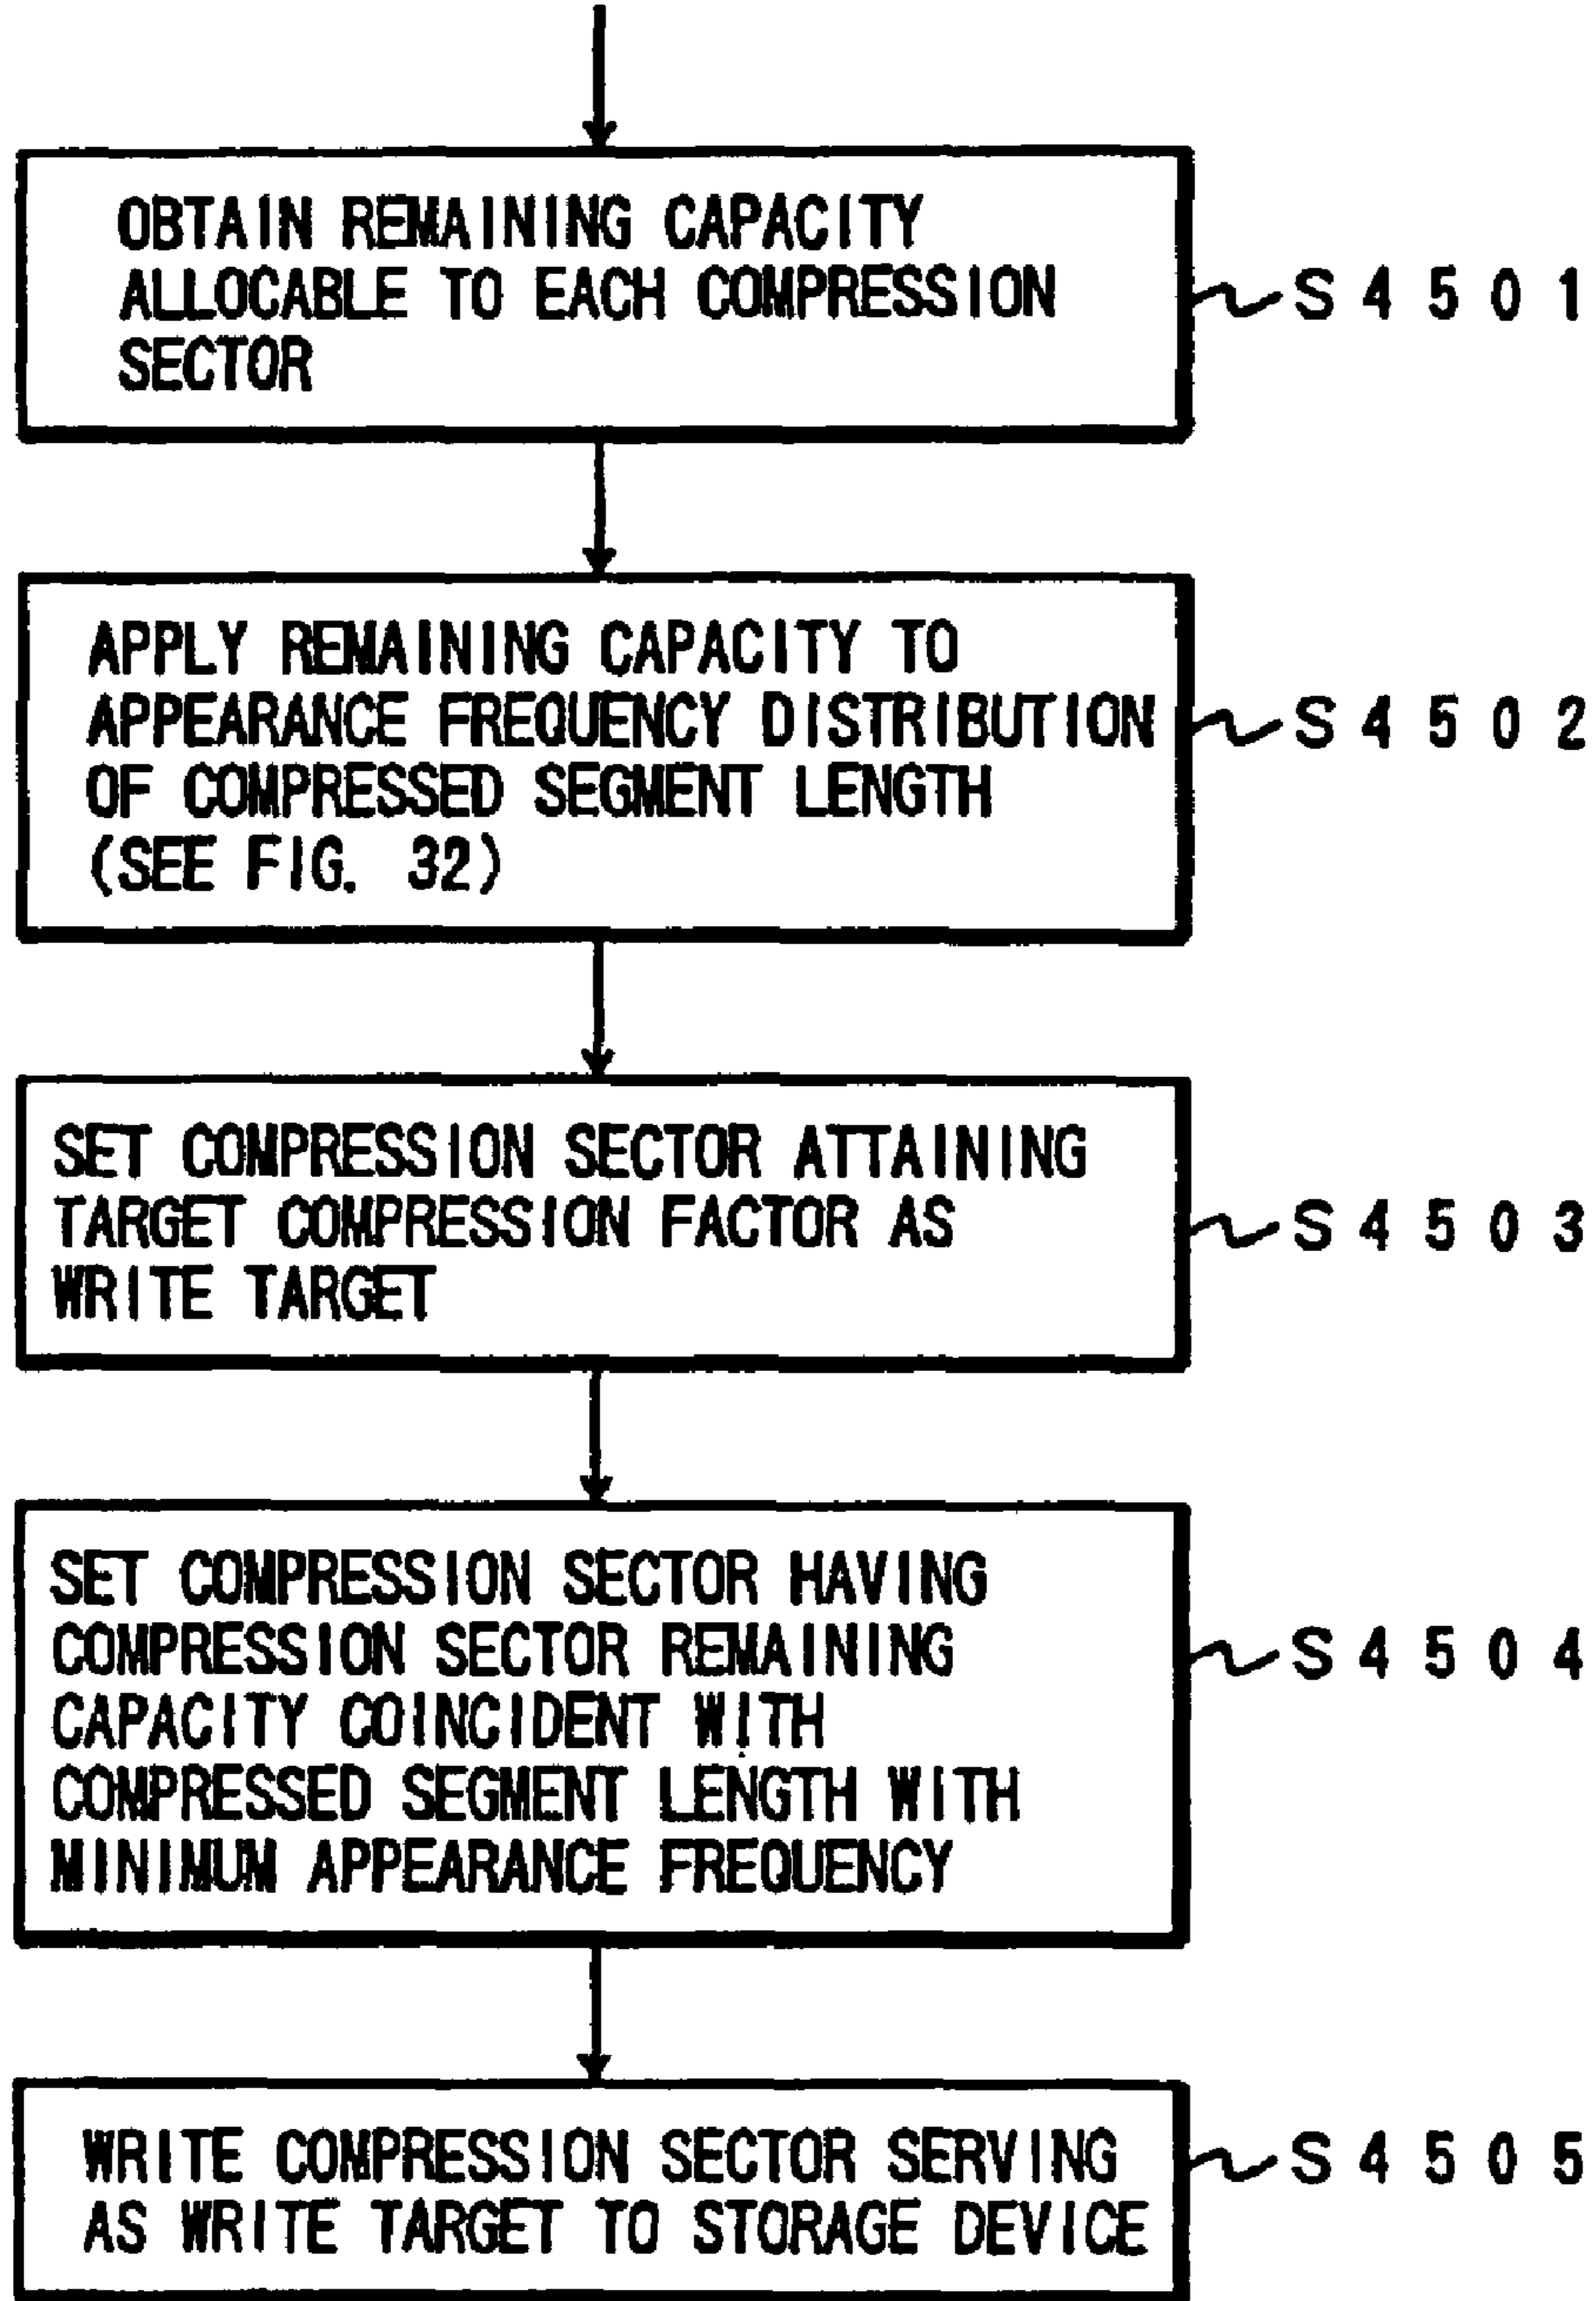 OBTAIN REMAINING CAPACITY
ALLOCABLE TO EACH COMPRESSION
SECTOR
S4501
APPLY REMAINING CAPACITY TO
APPEARANCE FREQUENCY DISTRIBUTION
OF COMPRESSED SEGMENT LENGTH
(SEE FIG. 32)
S4502
SET COMPRESSION SECTOR ATTAINING
TARGET COMPRESSION FACTOR AS
WRITE TARGET
S4503
SET COMPRESSION SECTOR HAVING
COMPRESSION SECTOR REMAINING
CAPACITY COINCIDENT WITH
COMPRESSED SEGMENT LENGTH WITH
MINIMUM APPEARANCE FREQUENCY
S4504
WRITE COMPRESSION SECTOR SERVING
AS WRITE TARGET TO STORAGE DEVICE
S4505